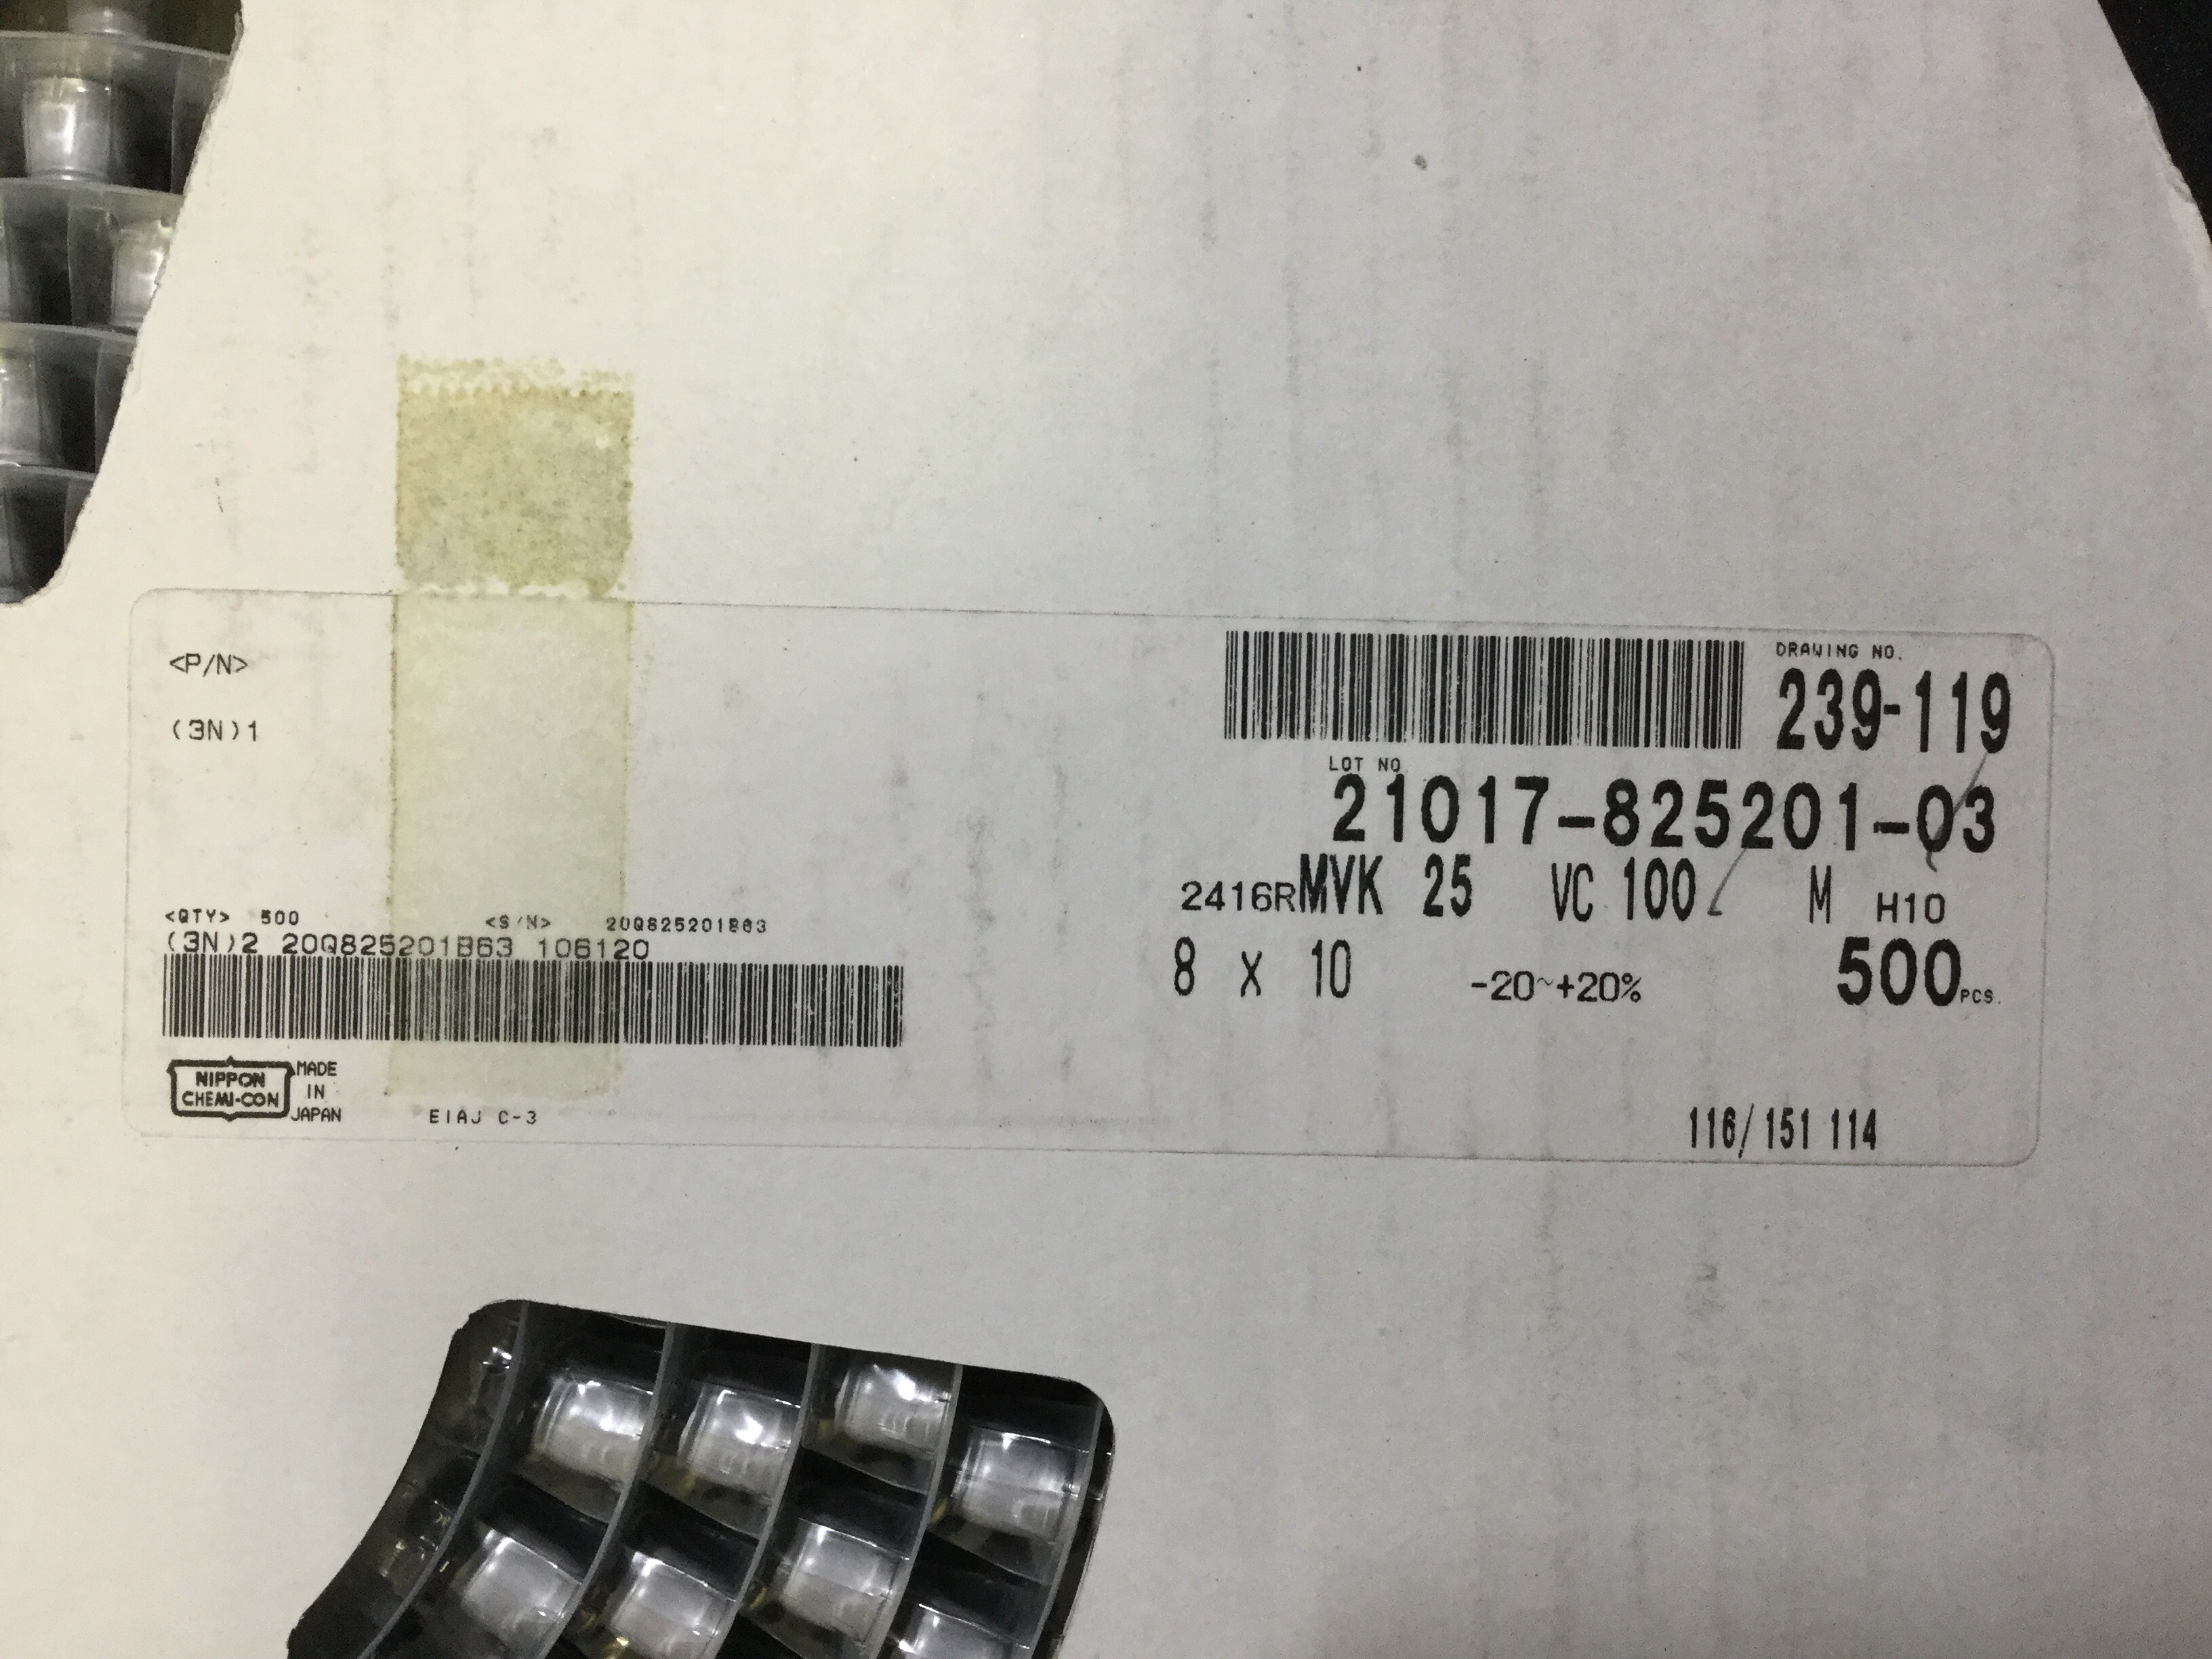 <P/N>
(3N)1
<QTY> 500 <S/N> 20Q825201B63
(3N)2 20Q825201B63 106120
NIPPON
CHEMI-CON
MADE
IN
JAPAN
EIAJ C-3
DRAWING NO.
239-119
LOT NO
21017-825201-03
2416RMVK 25 VC 100 M H10
8 X 10 -20~+20% 500PCS.
116/151 114